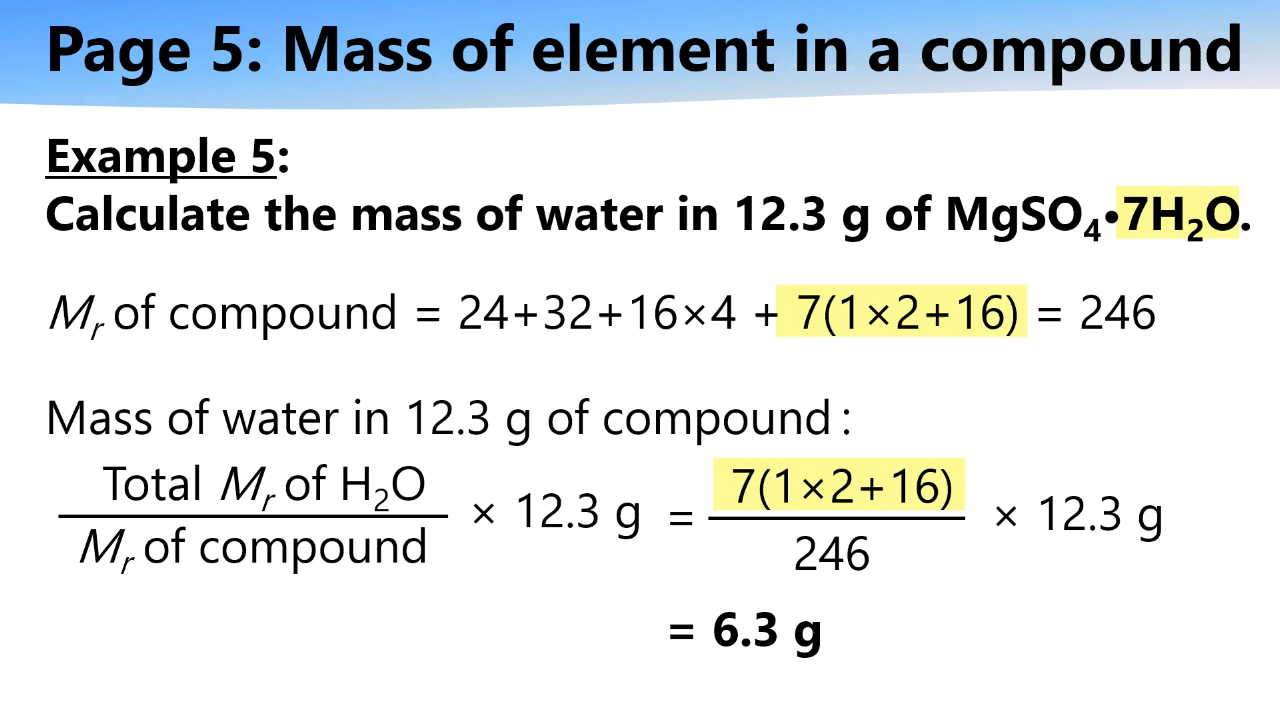 Page 5: Mass of element in a compound
Example 5:
Calculate the mass of water in 12.3 g of MgSO₄•7H₂O.
Mᵣ of compound = 24+32+16×4 + 7(1×2+16) = 246
Mass of water in 12.3 g of compound :
Total Mᵣ of H₂O
Mᵣ of compound
× 12.3 g =
7(1×2+16)
246
× 12.3 g
= 6.3 g